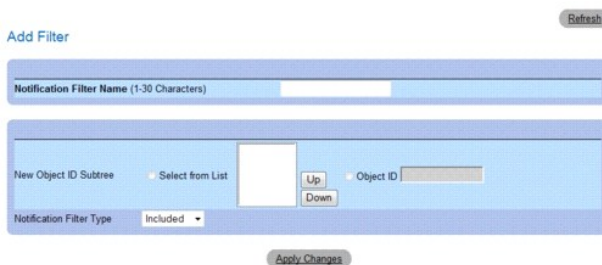 Refresh
Add Filter
Notification Filter Name (1-30 Characters)
New Object ID Subtree
Select from List
Up
Down
Object ID
Notification Filter Type
Included
Apply Changes